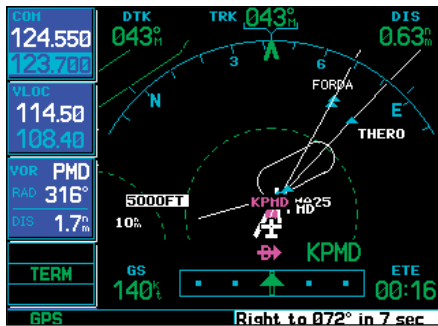 COM
124.550
123.700
VLOC
114.50
108.40
VOR PMD
RAD 316°
DIS 1.7nm
TERM
GPS
DTK
043°M
TRK 043°M
DIS
0.63nm
N
3
6
E
FORDA
THERO
5000FT
10nm
KPMD
MA25
MD
D KPMD
GS
140kt
ETE
00:16
Right to 072° in 7 sec